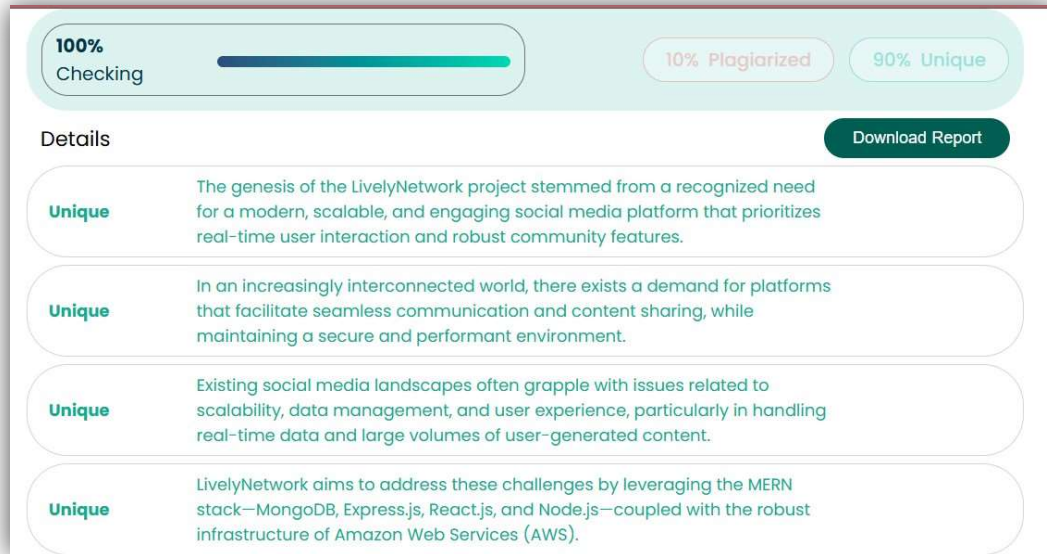 100%
Checking
10% Plagiarized
90% Unique
Details
Download Report
Unique
The genesis of the LivelyNetwork project stemmed from a recognized need
for a modern, scalable, and engaging social media platform that prioritizes
real-time user interaction and robust community features.
Unique
In an increasingly interconnected world, there exists a demand for platforms
that facilitate seamless communication and content sharing, while
maintaining a secure and performant environment.
Unique
Existing social media landscapes often grapple with issues related to
scalability, data management, and user experience, particularly in handling
real-time data and large volumes of user-generated content.
Unique
LivelyNetwork aims to address these challenges by leveraging the MERN
stack—MongoDB, Express.js, React.js, and Node.js—coupled with the robust
infrastructure of Amazon Web Services (AWS).